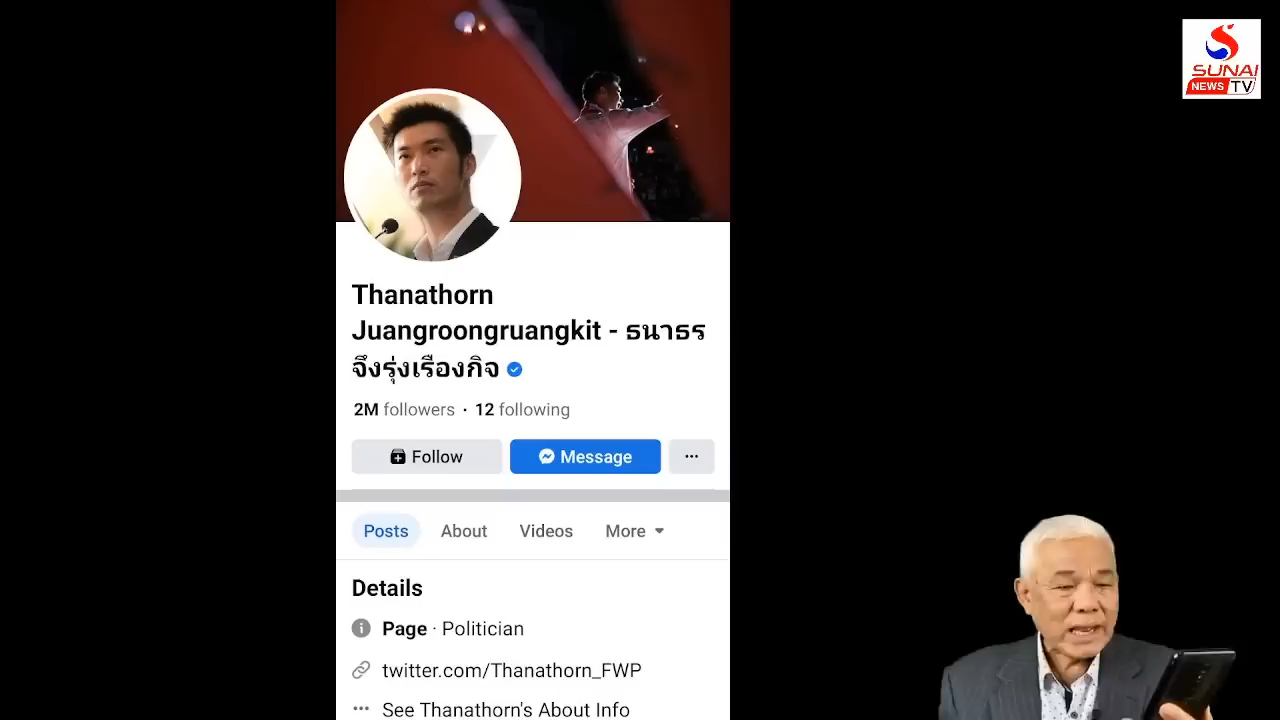 SUNAI
NEWS TV
Thanathorn
Juangroongruangkit - ธนาธร
จึงรุ่งเรืองกิจ
2M followers · 12 following
Follow
Message
Posts
About
Videos
More
Details
Page · Politician
twitter.com/Thanathorn_FWP
See Thanathorn's About Info